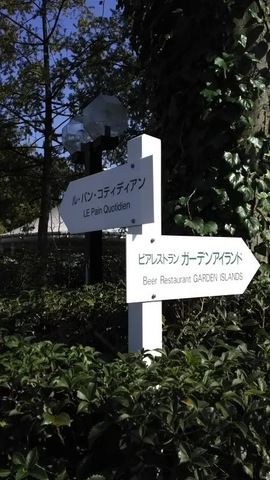 ル・パン・コティディアン
LE Pain Quotidien
ビアレストラン ガーデンアイランド
Beer Restaurant GARDEN ISLANDS